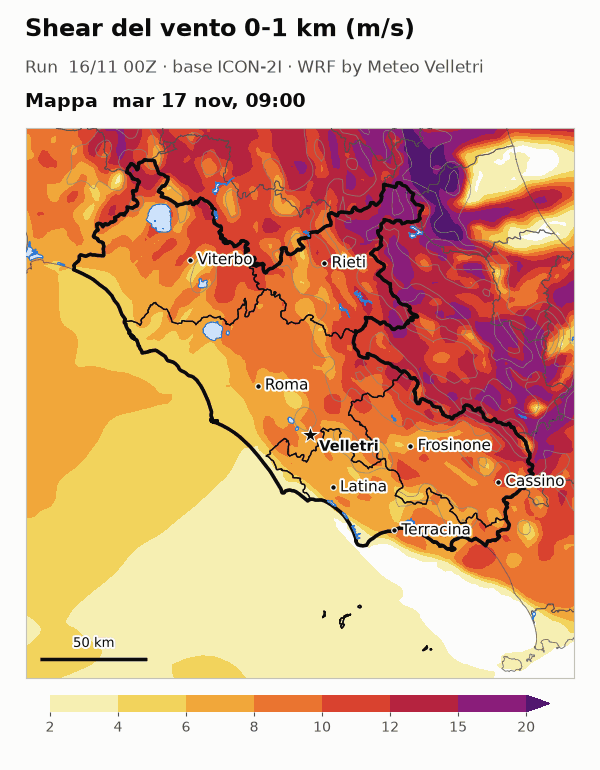 Shear del vento 0-1 km (m/s)
Run  16/11 00Z · base ICON-2I · WRF by Meteo Velletri
Mappa  mar 17 nov, 09:00
Viterbo
Rieti
Roma
Velletri
Frosinone
Latina
Cassino
Terracina
50 km
2 4 6 8 10 12 15 20